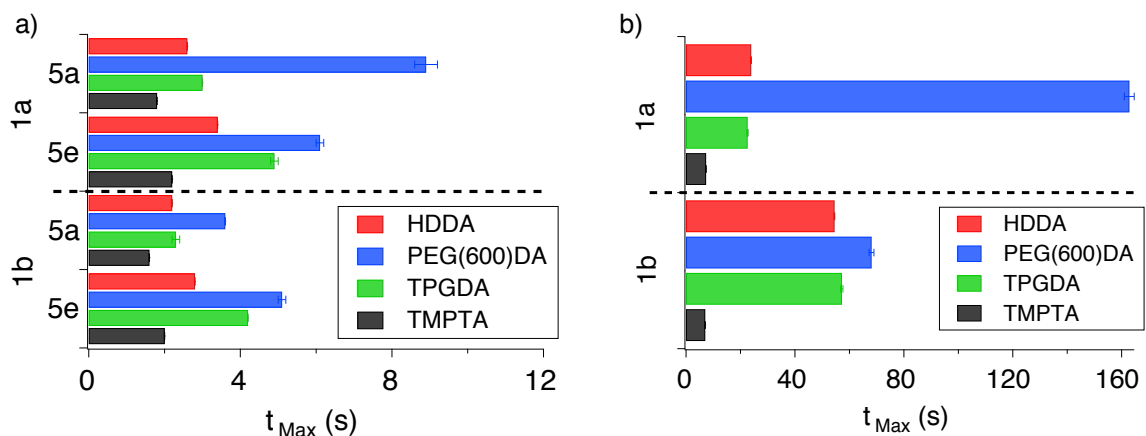 a)
1a
5a
5e
1b
5a
5e
HDDA
PEG(600)DA
TPGDA
TMPTA
0 4 8 12
t Max (s)
b)
1a
1b
HDDA
PEG(600)DA
TPGDA
TMPTA
0 40 80 120 160
t Max (s)